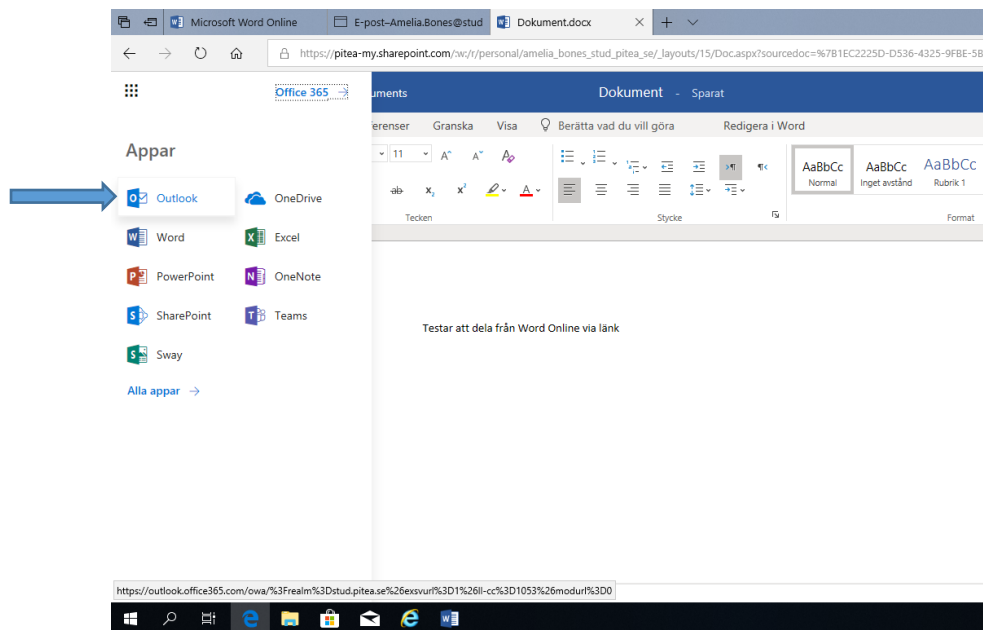 Microsoft Word Online
E-post–Amelia.Bones@stud
Dokument.docx
https://pitea-my.sharepoint.com/:w:/r/personal/amelia_bones_stud_pitea_se/_layouts/15/Doc.aspx?sourcedoc=%7B1EC2225D-D536-4325-9FBE-5B
Office 365 →
uments
Dokument - Sparat
erenser Granska Visa Berätta vad du vill göra Redigera i Word
Appar
11
AaBbCc AaBbCc AaBbCc
Normal Inget avstånd Rubrik 1
Tecken Stycke Format
Outlook OneDrive
Word Excel
PowerPoint OneNote
SharePoint Teams
Sway
Alla appar →
Testar att dela från Word Online via länk
https://outlook.office365.com/owa/%3Frealm%3Dstud.pitea.se%26exsvurl%3D1%26ll-cc%3D1053%26modurl%3D0